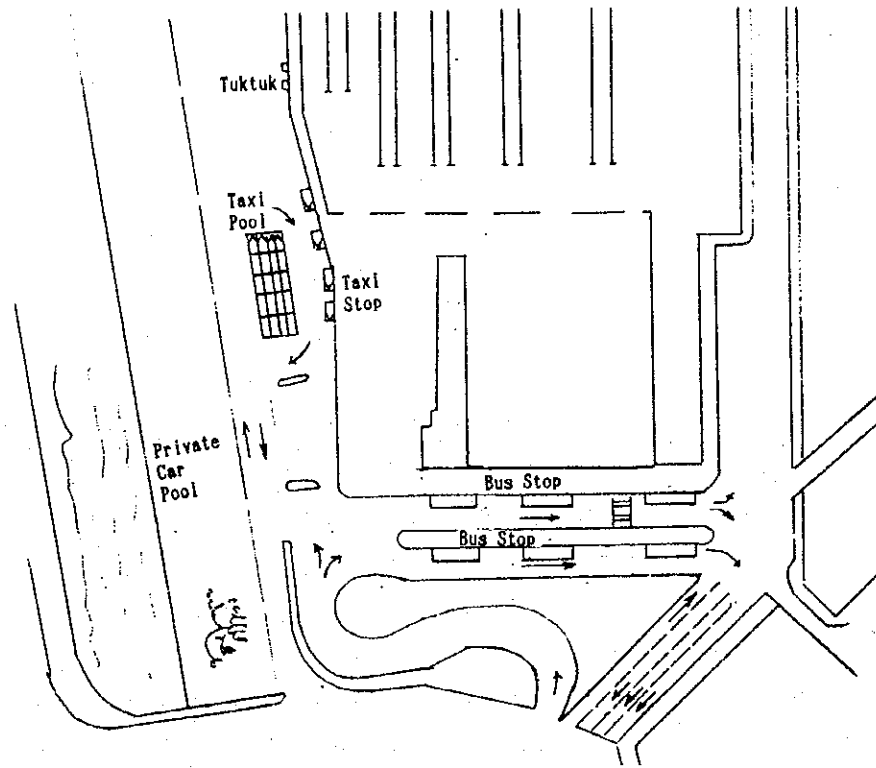 Tuktuk
Taxi
Pool
Taxi
Stop
Private
Car
Pool
Bus Stop
Bus Stop